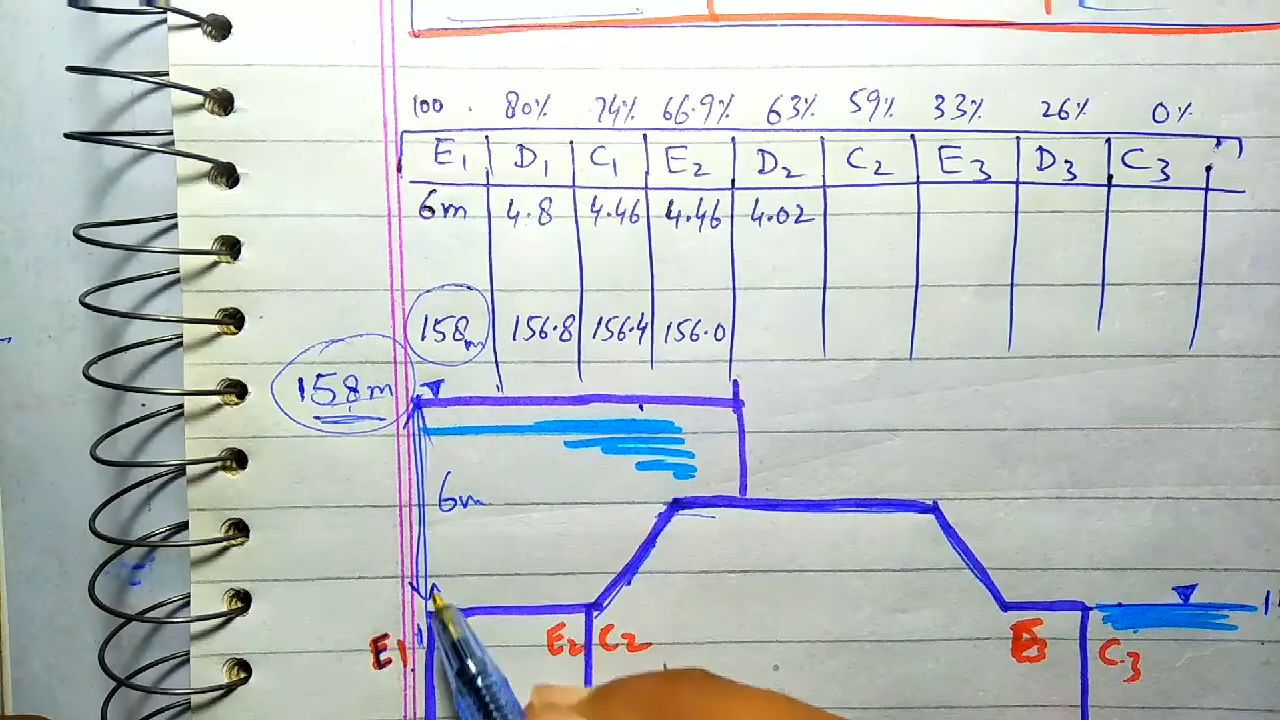 100 80% 74% 66.9% 63% 59% 33% 26% 0%
E1 D1 C1 E2 D2 C2 E3 D3 C3
6m 4.8 4.46 4.46 4.02
158m 156.8 156.4 156.0
158m
6m
E1 E2 C2 E3 C3